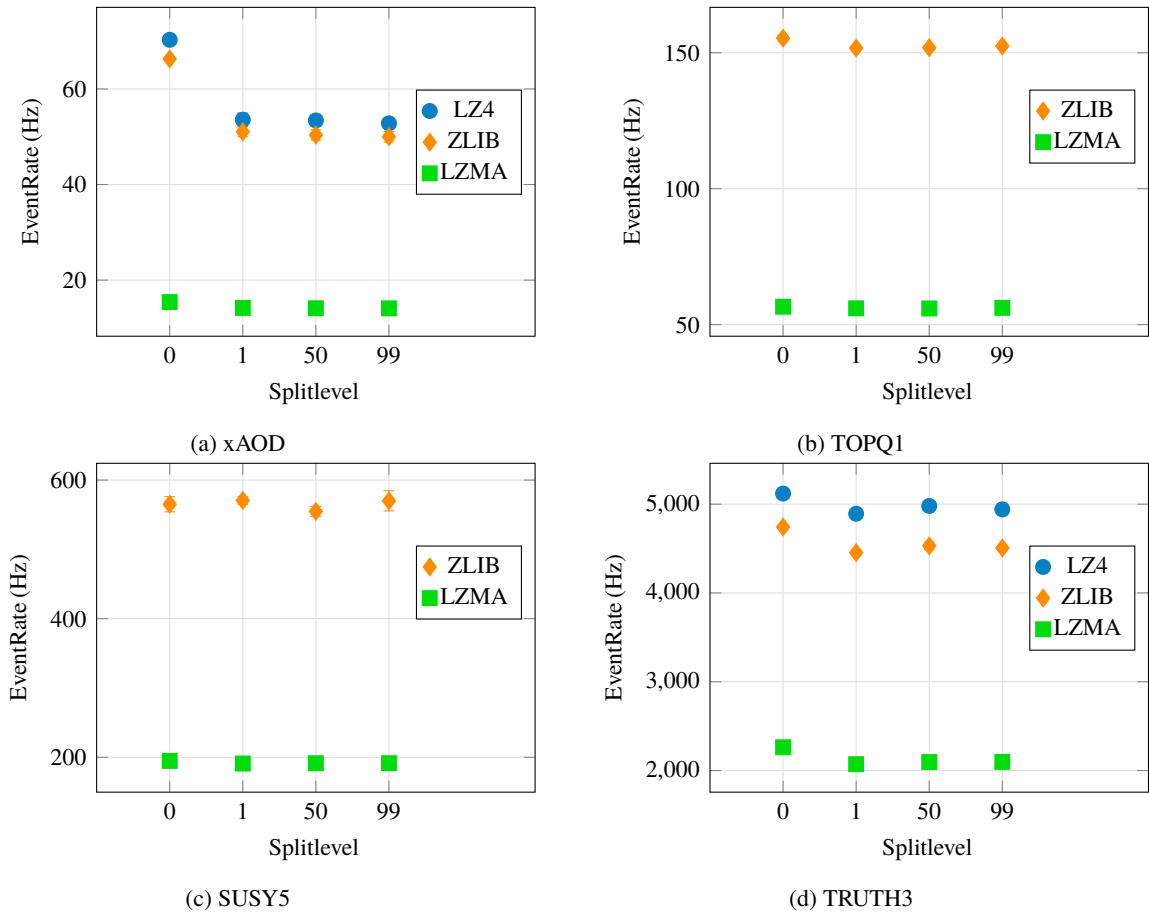 60
40
20
EventRate (Hz)
LZ4
ZLIB
LZMA
0 1 50 99
Splitlevel
(a) xAOD
150
100
50
EventRate (Hz)
ZLIB
LZMA
0 1 50 99
Splitlevel
(b) TOPQ1
600
400
200
EventRate (Hz)
ZLIB
LZMA
0 1 50 99
Splitlevel
(c) SUSY5
5,000
4,000
3,000
2,000
EventRate (Hz)
LZ4
ZLIB
LZMA
0 1 50 99
Splitlevel
(d) TRUTH3